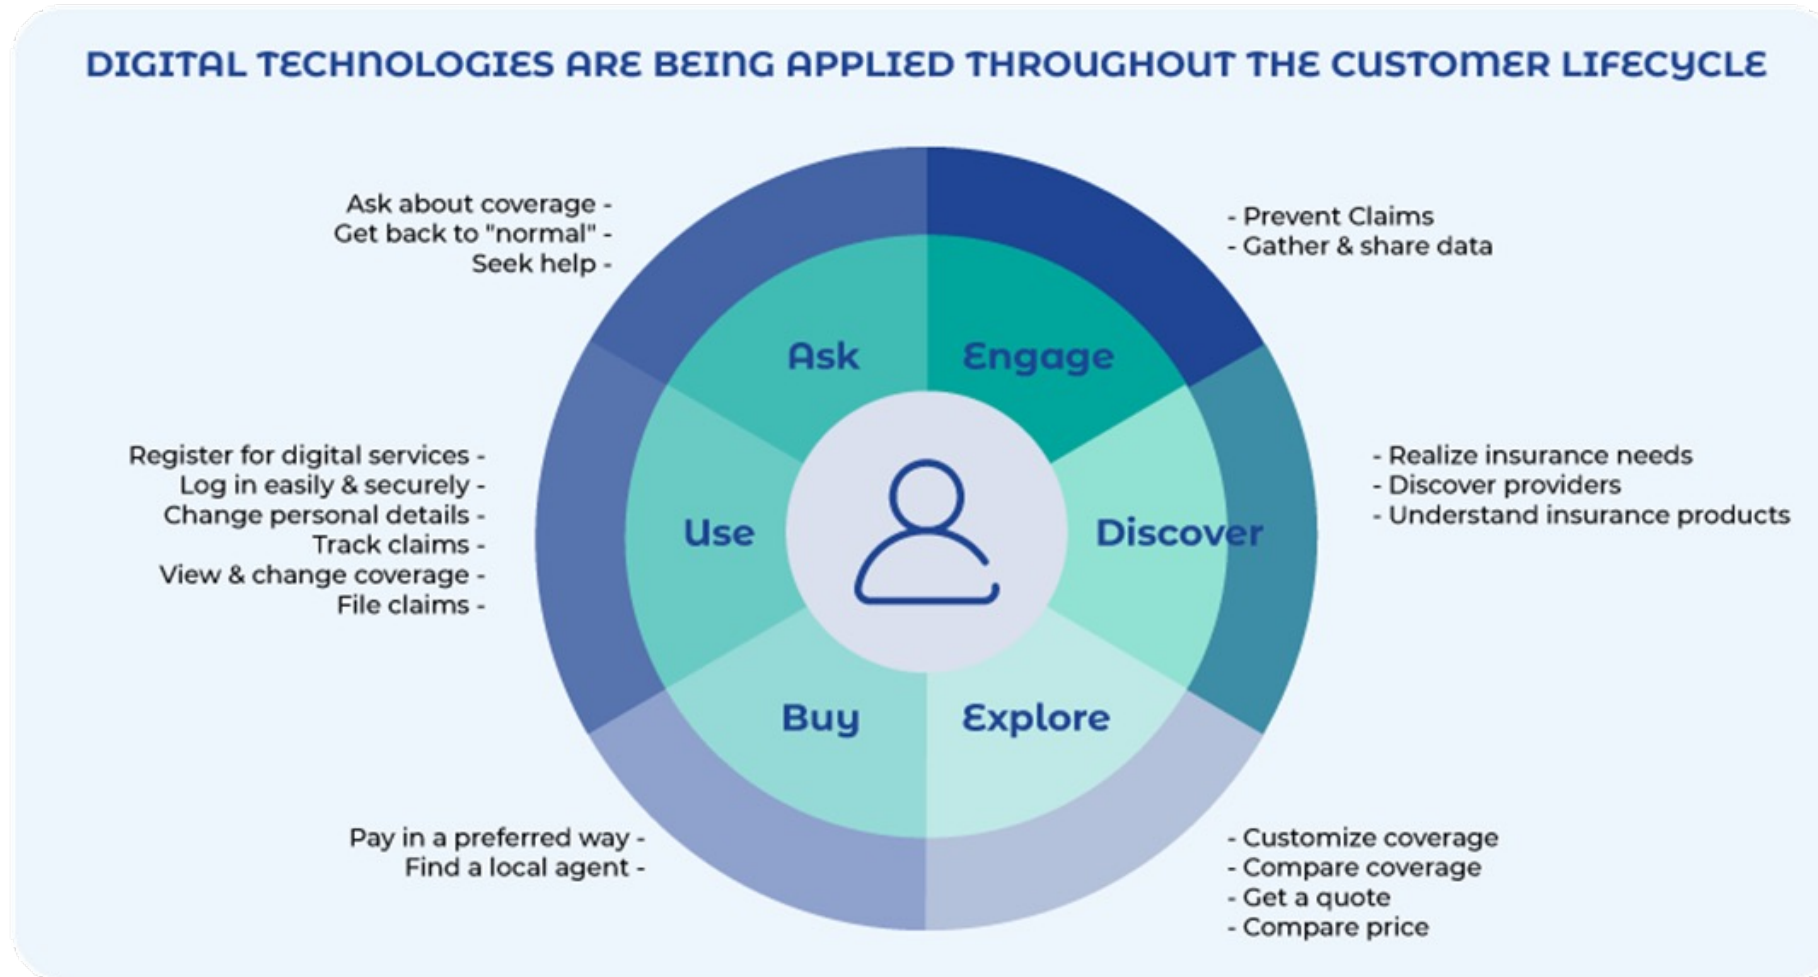 DIGITAL TECHNOLOGIES ARE BEING APPLIED THROUGHOUT THE CUSTOMER LIFECYCLE
Ask about coverage -
Get back to "normal" -
Seek help -
- Prevent Claims
- Gather & share data
Ask
Engage
Register for digital services -
Log in easily & securely -
Change personal details -
Track claims -
View & change coverage -
File claims -
Use
Discover
- Realize insurance needs
- Discover providers
- Understand insurance products
Buy
Explore
Pay in a preferred way -
Find a local agent -
- Customize coverage
- Compare coverage
- Get a quote
- Compare price